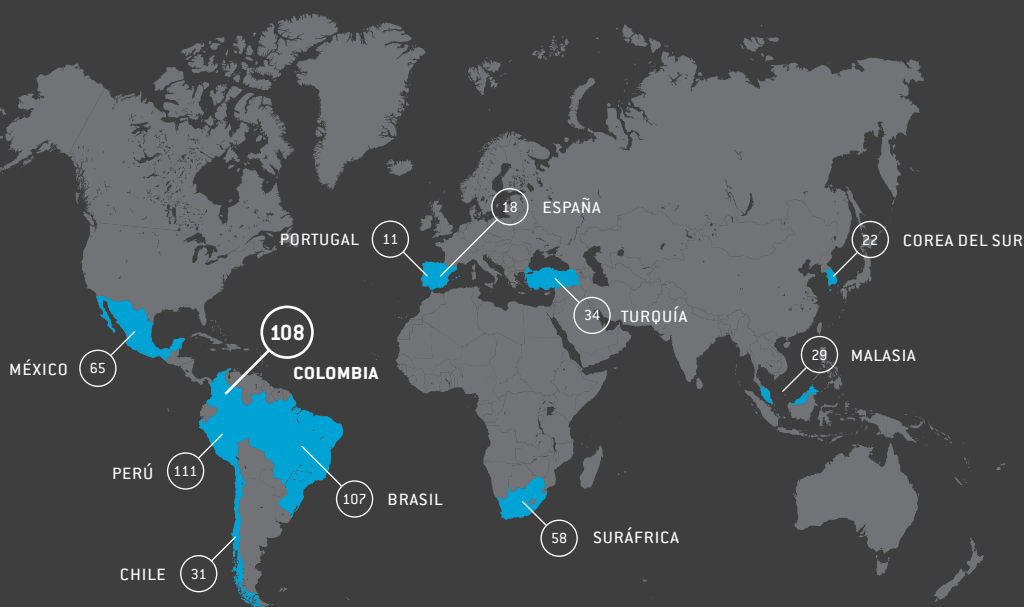 18 ESPAÑA
PORTUGAL 11
22 COREA DEL SUR
34 TURQUÍA
108
COLOMBIA
29 MALASIA
MÉXICO 65
PERÚ 111
107 BRASIL
58 SURÁFRICA
CHILE 31